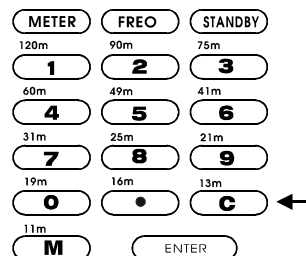 METER FREO STANDBY
120m 90m 75m
1 2 3
60m 49m 41m
4 5 6
31m 25m 21m
7 8 9
19m 16m 13m
0 • C
11m
M ENTER